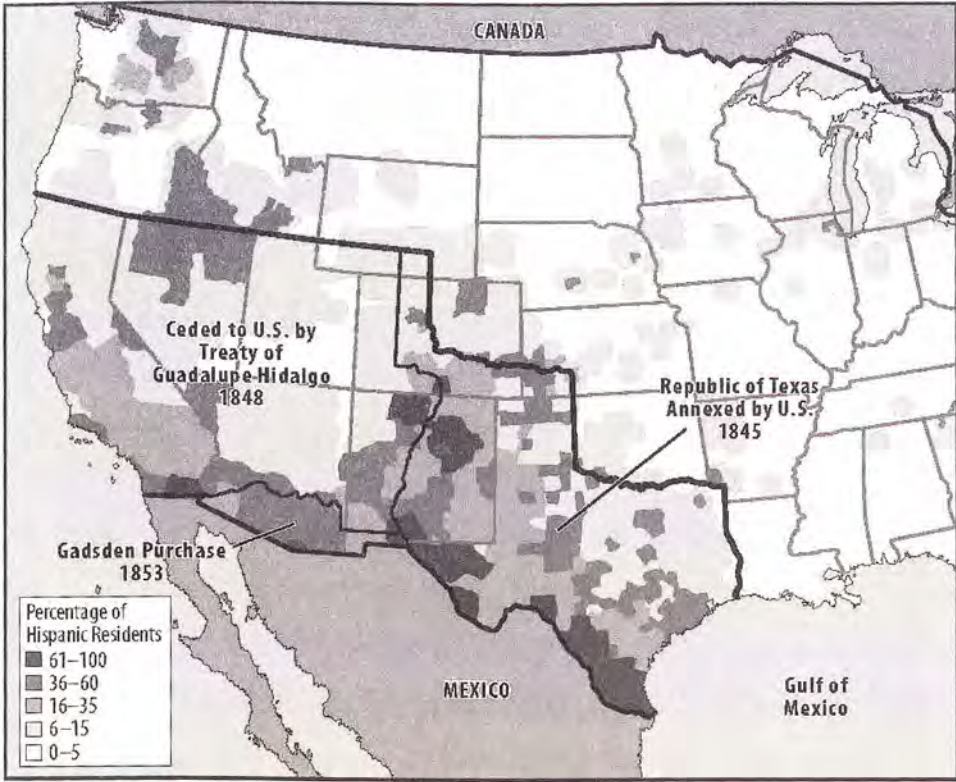 CANADA
Ceded to U.S. by
Treaty of
Guadalupe-Hidalgo
1848
Republic of Texas
Annexed by U.S.
1845
Gadsden Purchase
1853
Percentage of
Hispanic Residents
61–100
36–60
16–35
6–15
0–5
MEXICO
Gulf of
Mexico